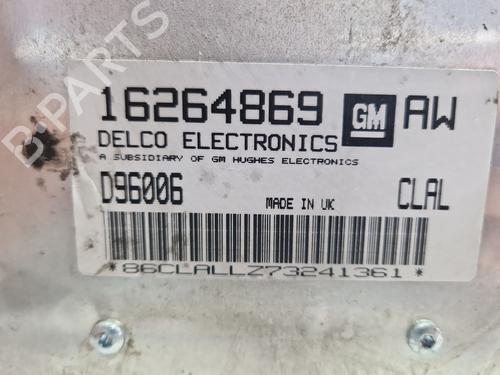 16264869 GM AW
DELCO ELECTRONICS
A SUBSIDIARY OF GM HUGHES ELECTRONICS
D96006 MADE IN UK CLAL
*86CLALLZ73241361*
B-PARTS